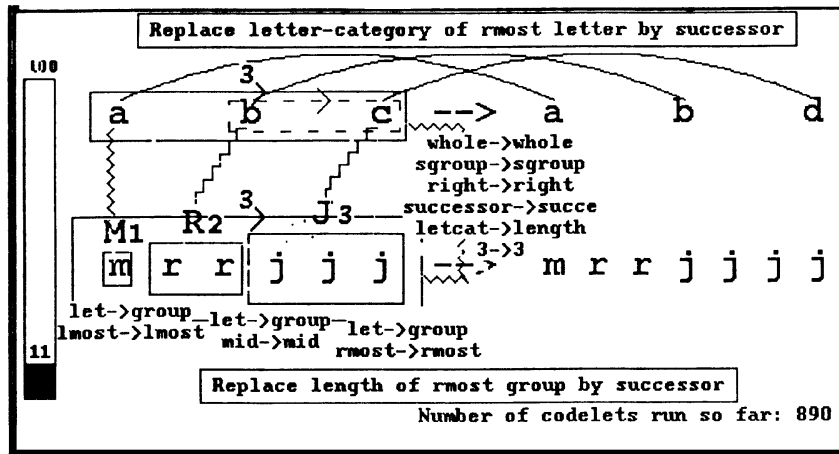 Replace letter-category of rmost letter by successor
100
3
a b c --> a b d
whole->whole
sgroup->sgroup
right->right
successor->succe
letcat->length
3->3
3
M1 R2 J3
m r r j j j --> m r r j j j j
let->group
lmost->lmost
let->group
mid->mid
let->group
rmost->rmost
11
Replace length of rmost group by successor
Number of codelets run so far: 890